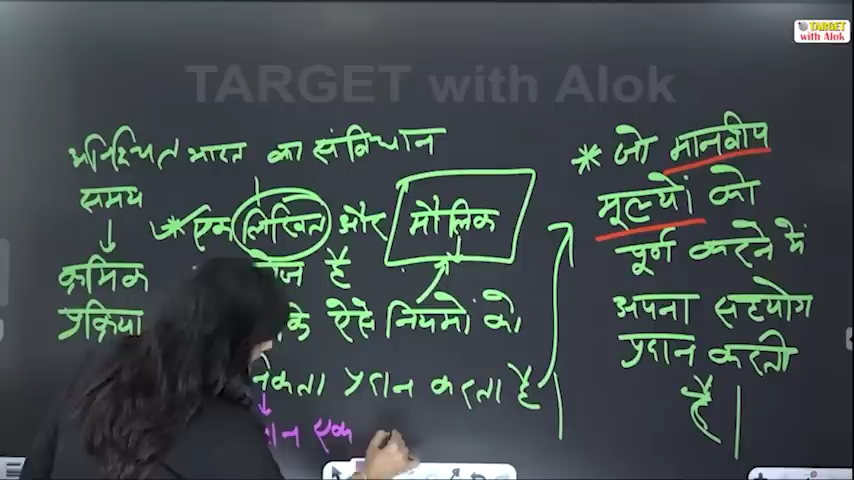 TARGET with Alok
TARGET with Alok
अनिश्चित भारत का संविधान
समय
* एक लिखित और मौलिक
है
क्रमिक
प्रक्रिया
के ऐसे नियमों को
प्रदान करता है
एक
* जो मानवीय
मूल्यों को
पूर्ण करने में
अपना सहयोग
प्रदान करती
है |